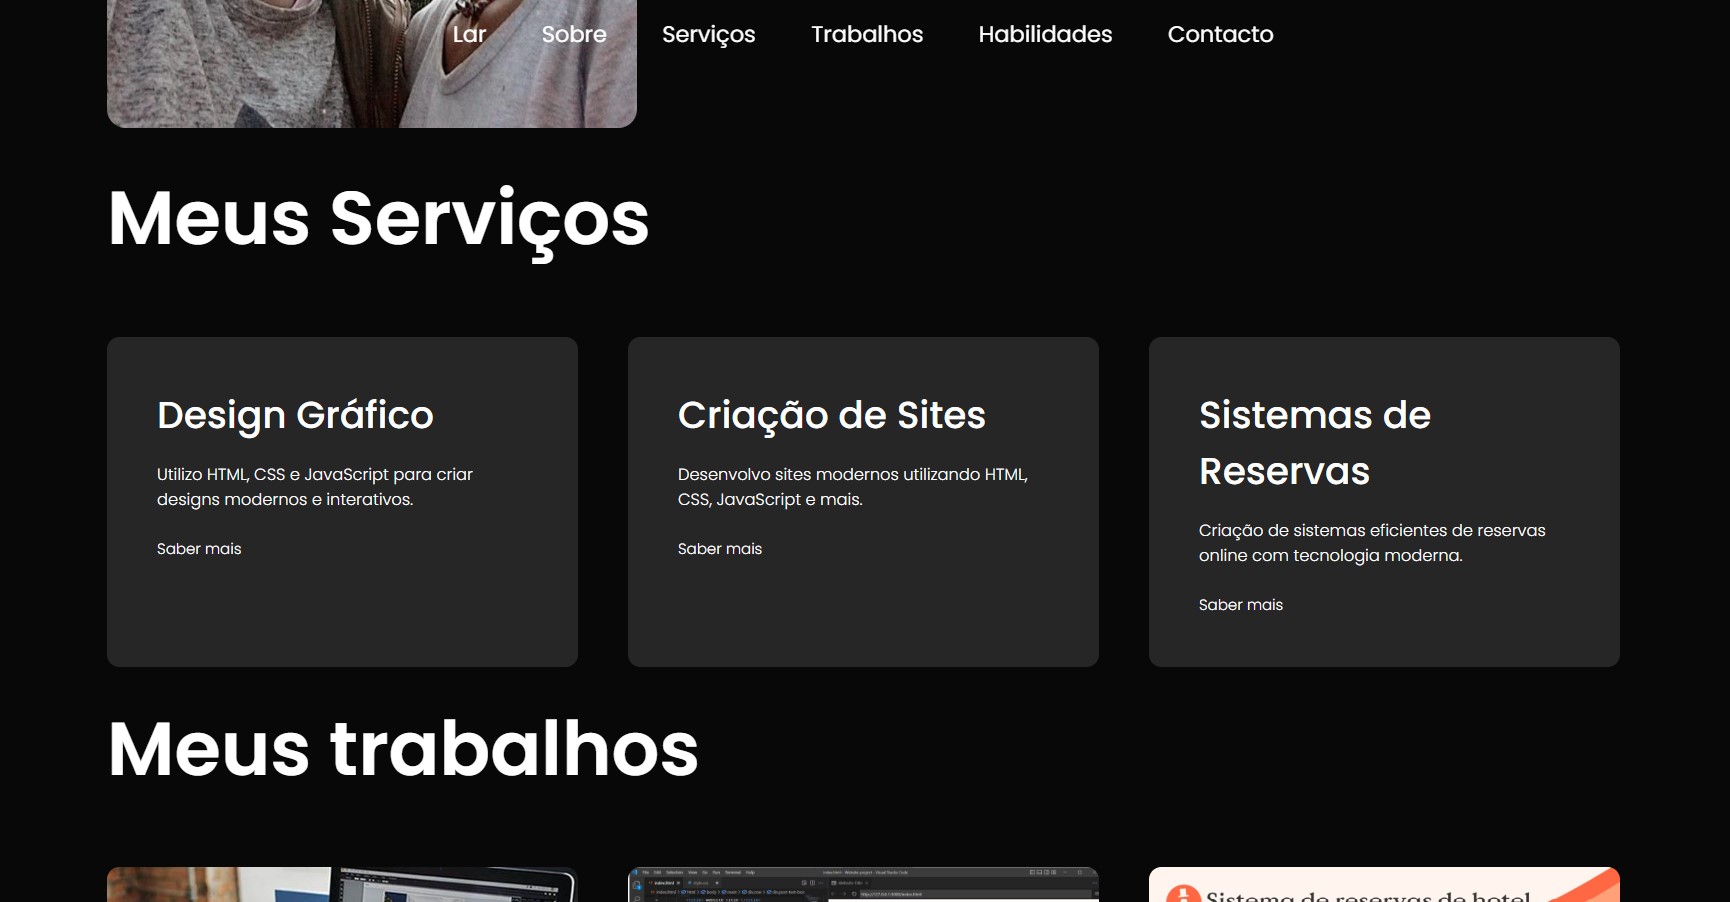 Lar Sobre Serviços Trabalhos Habilidades Contacto
Meus Serviços
Design Gráfico
Utilizo HTML, CSS e JavaScript para criar
designs modernos e interativos.
Saber mais
Criação de Sites
Desenvolvo sites modernos utilizando HTML,
CSS, JavaScript e mais.
Saber mais
Sistemas de
Reservas
Criação de sistemas eficientes de reservas
online com tecnologia moderna.
Saber mais
Meus trabalhos
Sistema de reservas de hotel